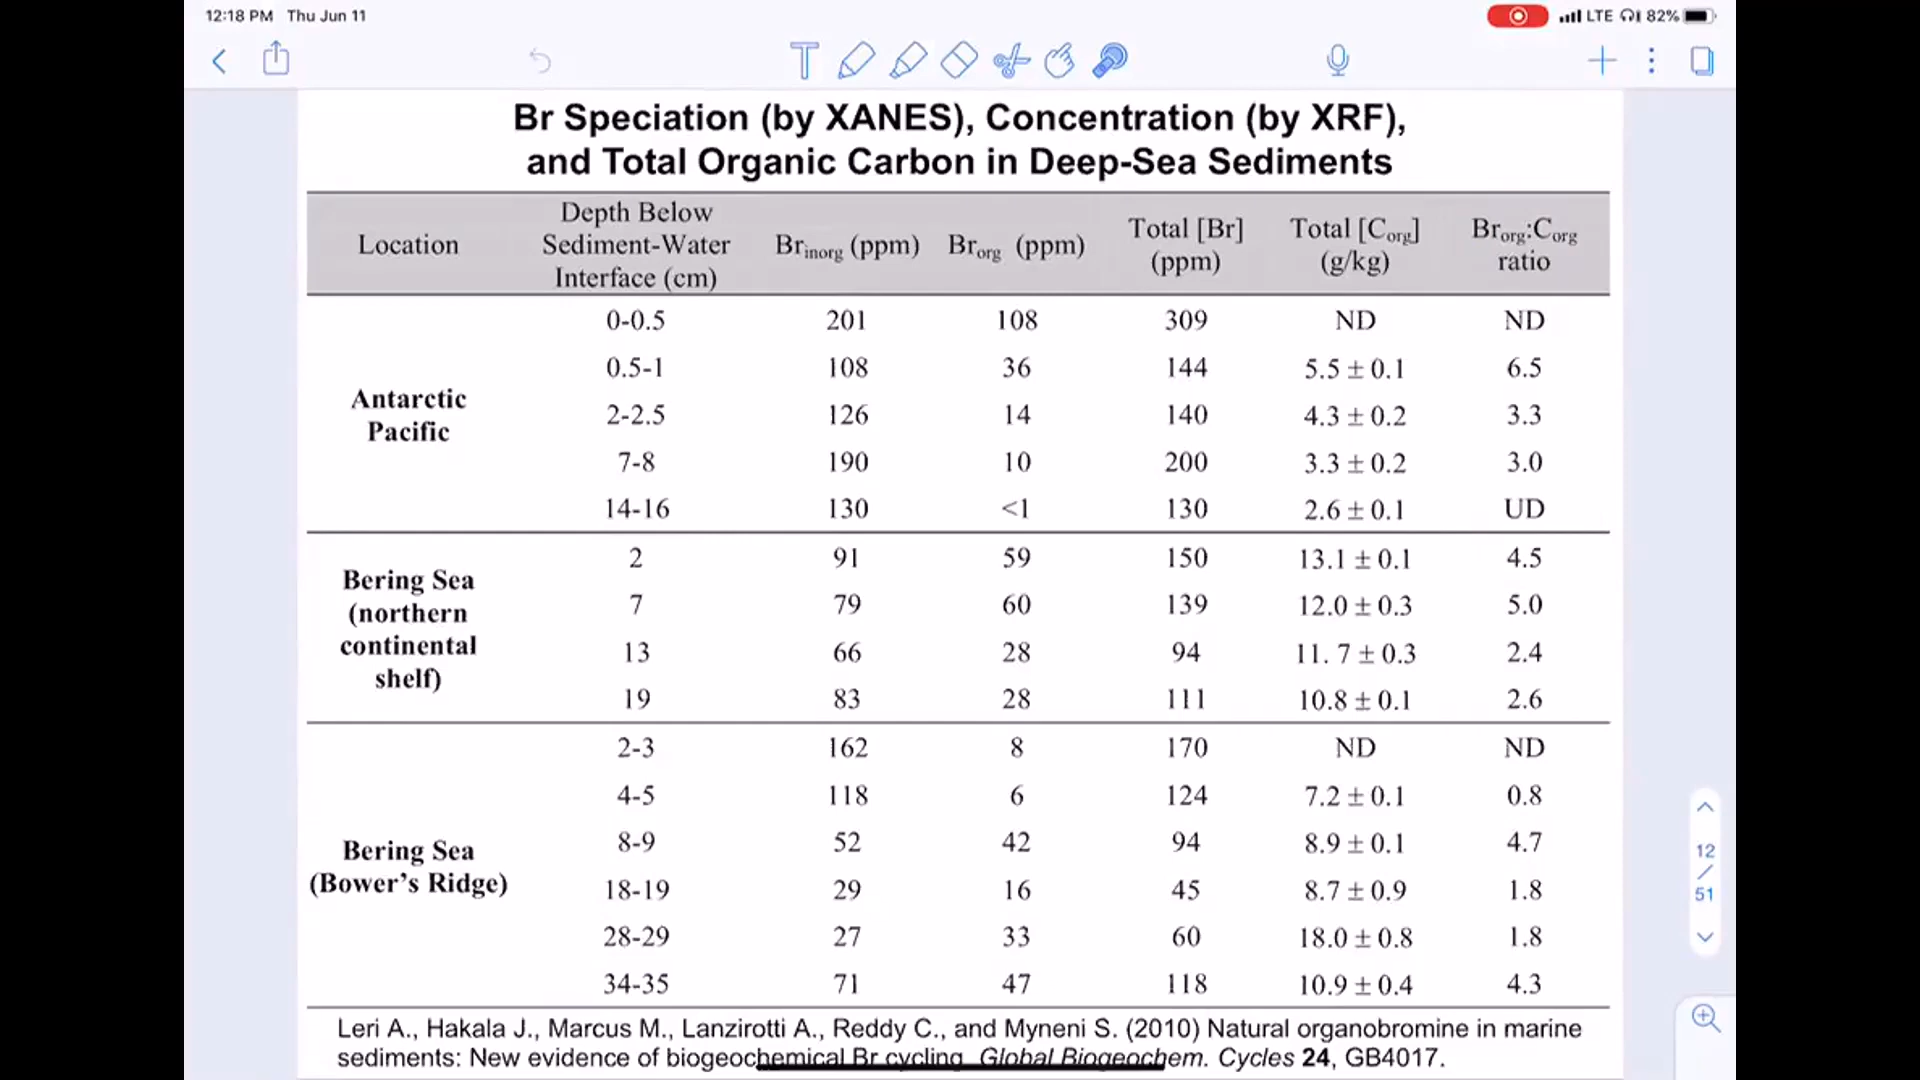 12:18 PM Thu Jun 11
LTE 82%
Br Speciation (by XANES), Concentration (by XRF),
and Total Organic Carbon in Deep-Sea Sediments
Location Depth Below Sediment-Water Interface (cm) Brinorg (ppm) Brorg (ppm) Total [Br] (ppm) Total [Corg] (g/kg) Brorg:Corg ratio
Antarctic Pacific
0-0.5 201 108 309 ND ND
0.5-1 108 36 144 5.5 ± 0.1 6.5
2-2.5 126 14 140 4.3 ± 0.2 3.3
7-8 190 10 200 3.3 ± 0.2 3.0
14-16 130 <1 130 2.6 ± 0.1 UD
Bering Sea (northern continental shelf)
2 91 59 150 13.1 ± 0.1 4.5
7 79 60 139 12.0 ± 0.3 5.0
13 66 28 94 11. 7 ± 0.3 2.4
19 83 28 111 10.8 ± 0.1 2.6
Bering Sea (Bower's Ridge)
2-3 162 8 170 ND ND
4-5 118 6 124 7.2 ± 0.1 0.8
8-9 52 42 94 8.9 ± 0.1 4.7
18-19 29 16 45 8.7 ± 0.9 1.8
28-29 27 33 60 18.0 ± 0.8 1.8
34-35 71 47 118 10.9 ± 0.4 4.3
12
/
51
Leri A., Hakala J., Marcus M., Lanzirotti A., Reddy C., and Myneni S. (2010) Natural organobromine in marine
sediments: New evidence of biogeochemical Br cycling Global Biogeochem. Cycles 24, GB4017.